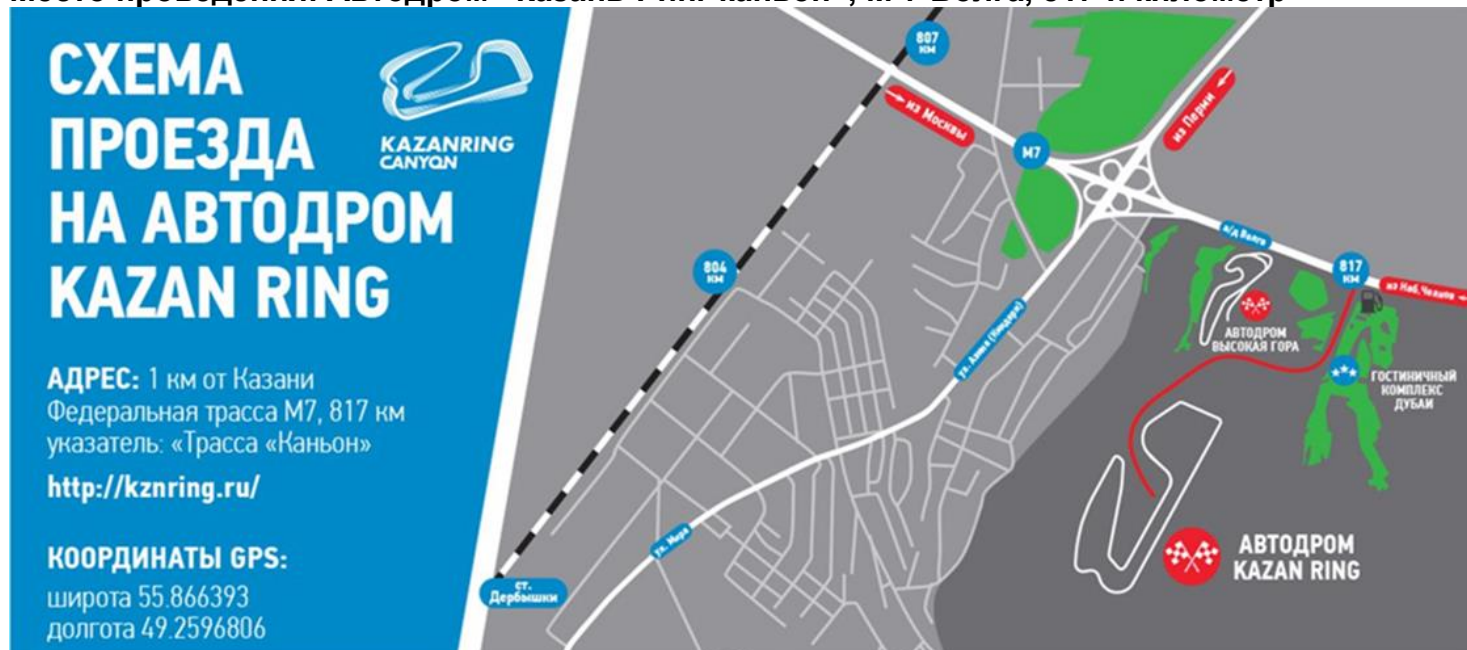 СХЕМА
ПРОЕЗДА
НА АВТОДРОМ
KAZAN RING
KAZANRING
CANYON
АДРЕС: 1 км от Казани
Федеральная трасса М7, 817 км
указатель: «Трасса «Каньон»
http://kznring.ru/
КООРДИНАТЫ GPS:
широта 55.866393
долгота 49.2596806
807
КМ
из Москвы
М7
из Перми
804
КМ
а/д Волга
817
КМ
из Наб.Челнов
АВТОДРОМ
ВЫСОКАЯ ГОРА
ГОСТИНИЧНЫЙ
КОМПЛЕКС
ДУБАИ
ул. Мира
ст.
Дербышки
АВТОДРОМ
KAZAN RING